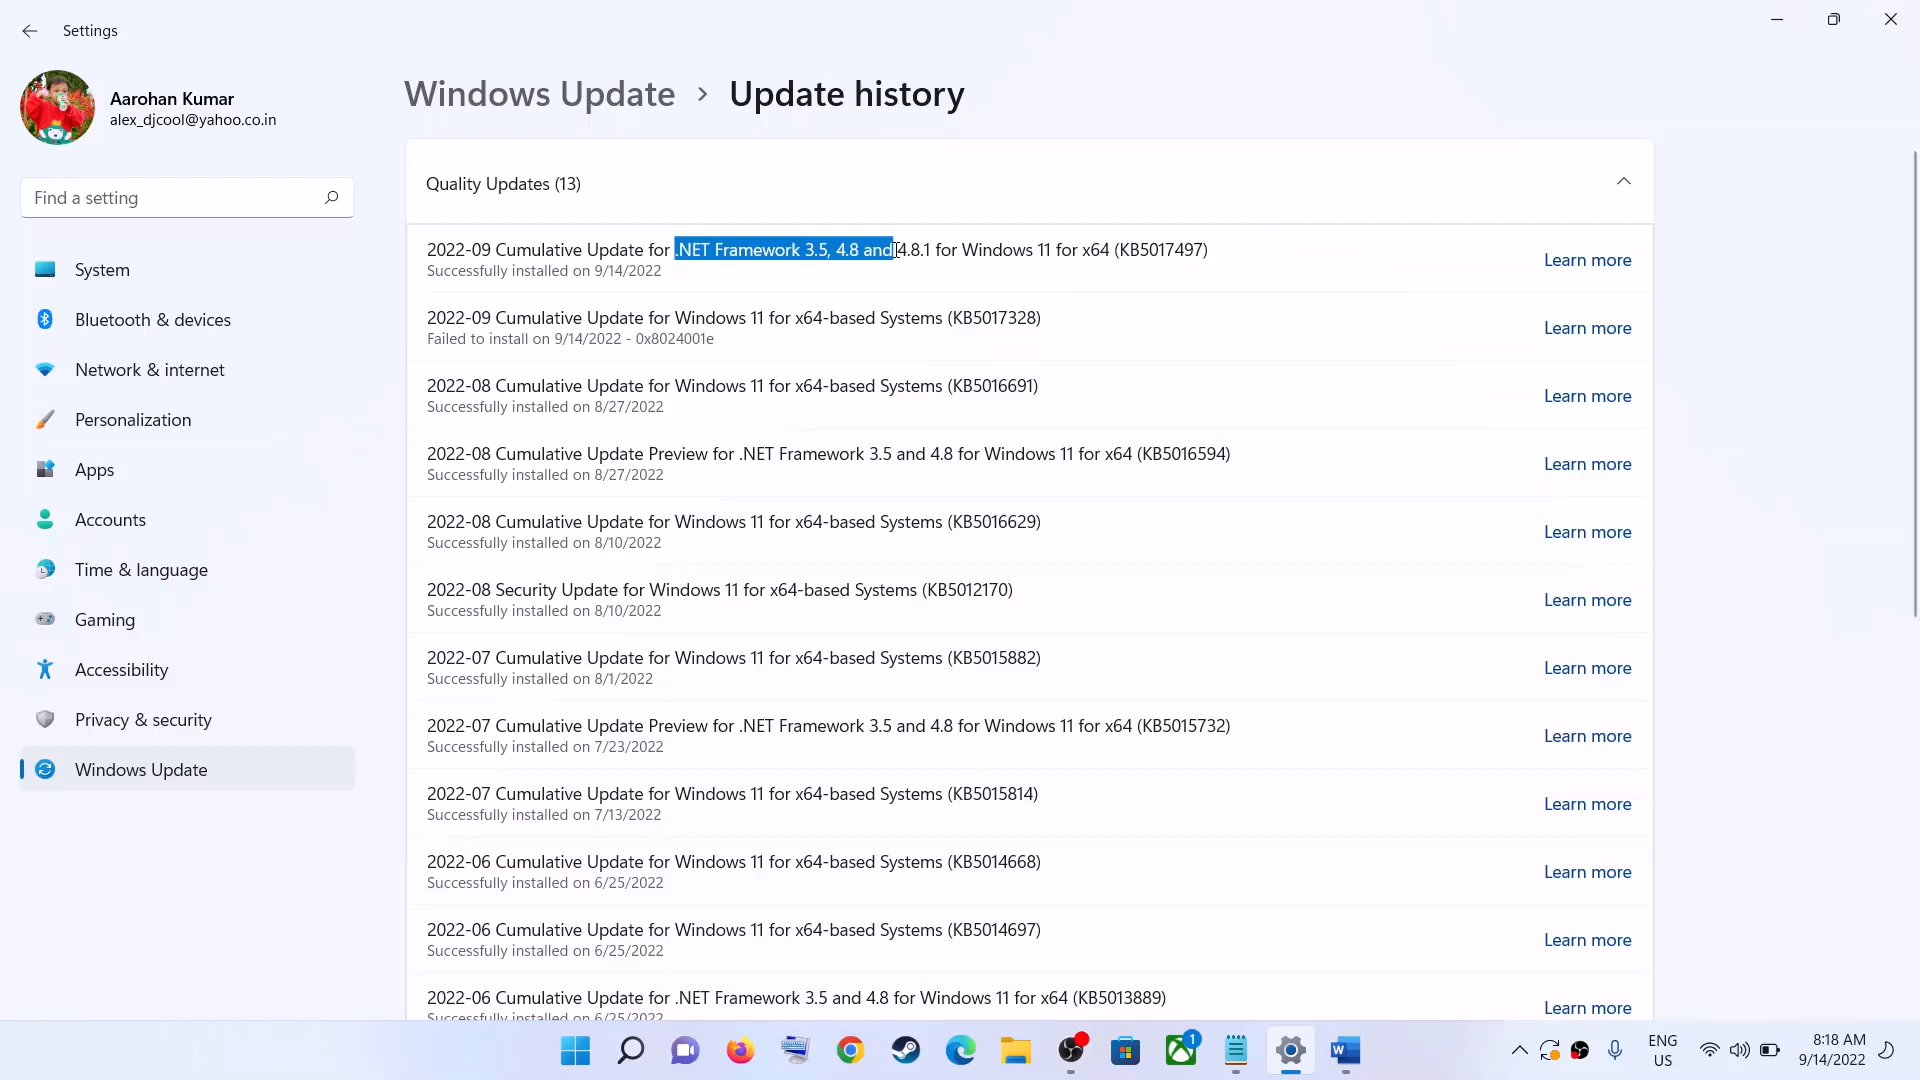 Settings
Aarohan Kumar
alex_djcool@yahoo.co.in
Find a setting
System
Bluetooth & devices
Network & internet
Personalization
Apps
Accounts
Time & language
Gaming
Accessibility
Privacy & security
Windows Update
Windows Update > Update history
Quality Updates (13)
2022-09 Cumulative Update for .NET Framework 3.5, 4.8 and 4.8.1 for Windows 11 for x64 (KB5017497)
Successfully installed on 9/14/2022
Learn more
2022-09 Cumulative Update for Windows 11 for x64-based Systems (KB5017328)
Failed to install on 9/14/2022 - 0x8024001e
Learn more
2022-08 Cumulative Update for Windows 11 for x64-based Systems (KB5016691)
Successfully installed on 8/27/2022
Learn more
2022-08 Cumulative Update Preview for .NET Framework 3.5 and 4.8 for Windows 11 for x64 (KB5016594)
Successfully installed on 8/27/2022
Learn more
2022-08 Cumulative Update for Windows 11 for x64-based Systems (KB5016629)
Successfully installed on 8/10/2022
Learn more
2022-08 Security Update for Windows 11 for x64-based Systems (KB5012170)
Successfully installed on 8/10/2022
Learn more
2022-07 Cumulative Update for Windows 11 for x64-based Systems (KB5015882)
Successfully installed on 8/1/2022
Learn more
2022-07 Cumulative Update Preview for .NET Framework 3.5 and 4.8 for Windows 11 for x64 (KB5015732)
Successfully installed on 7/23/2022
Learn more
2022-07 Cumulative Update for Windows 11 for x64-based Systems (KB5015814)
Successfully installed on 7/13/2022
Learn more
2022-06 Cumulative Update for Windows 11 for x64-based Systems (KB5014668)
Successfully installed on 6/25/2022
Learn more
2022-06 Cumulative Update for Windows 11 for x64-based Systems (KB5014697)
Successfully installed on 6/25/2022
Learn more
2022-06 Cumulative Update for .NET Framework 3.5 and 4.8 for Windows 11 for x64 (KB5013889)
Successfully installed on 6/25/2022
Learn more
1
W
ENG
US
8:18 AM
9/14/2022